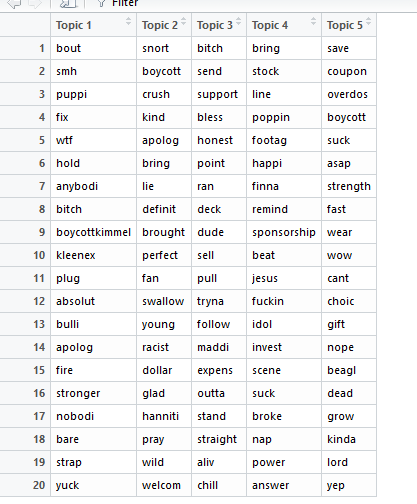 Filter
Topic 1 Topic 2 Topic 3 Topic 4 Topic 5
1 bout snort bitch bring save
2 smh boycott send stock coupon
3 puppi crush support line overdos
4 fix kind bless poppin boycott
5 wtf apolog honest footag suck
6 hold bring point happi asap
7 anybodi lie ran finna strength
8 bitch definit deck remind fast
9 boycottkimmel brought dude sponsorship wear
10 kleenex perfect sell beat wow
11 plug fan pull jesus cant
12 absolut swallow tryna fuckin choic
13 bulli young follow idol gift
14 apolog racist maddi invest nope
15 fire dollar expens scene beagl
16 stronger glad outta suck dead
17 nobodi hanniti stand broke grow
18 bare pray straight nap kinda
19 strap wild aliv power lord
20 yuck welcom chill answer yep